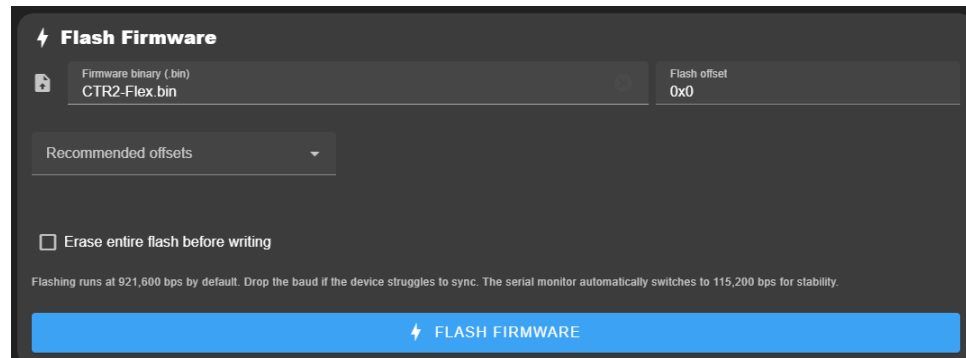 Flash Firmware
Firmware binary (.bin)
CTR2-Flex.bin
Flash offset
0x0
Recommended offsets
Erase entire flash before writing
Flashing runs at 921,600 bps by default. Drop the baud if the device struggles to sync. The serial monitor automatically switches to 115,200 bps for stability.
FLASH FIRMWARE